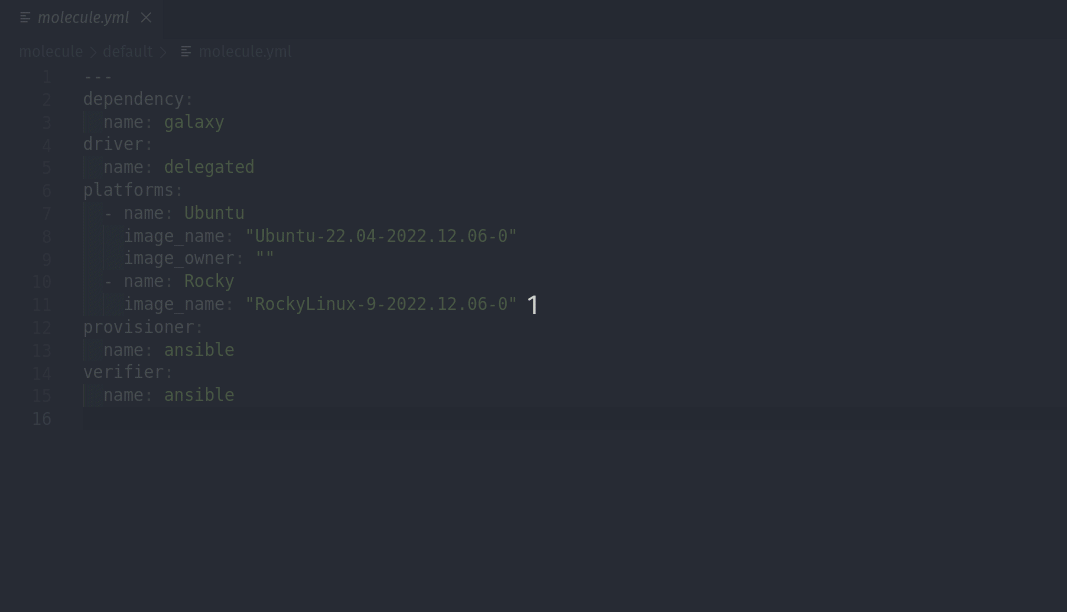 molecule.yml
molecule > default > molecule.yml
1 ---
2 dependency:
3   name: galaxy
4 driver:
5   name: delegated
6 platforms:
7   - name: Ubuntu
8     image_name: "Ubuntu-22.04-2022.12.06-0"
9     image_owner: ""
10   - name: Rocky
11     image_name: "RockyLinux-9-2022.12.06-0" 1
12 provisioner:
13   name: ansible
14 verifier:
15   name: ansible
16